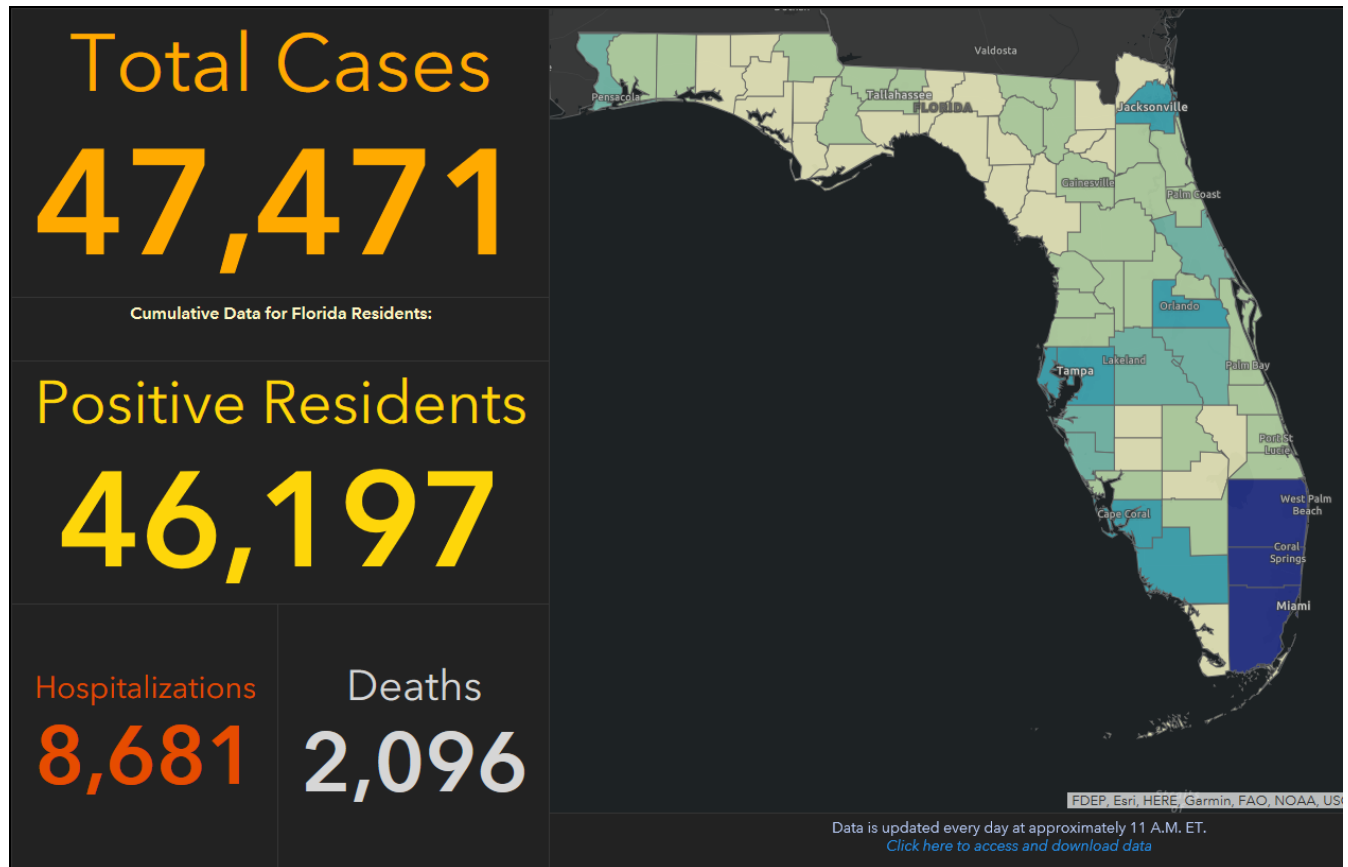 Total Cases
47,471
Cumulative Data for Florida Residents:
Positive Residents
46,197
Hospitalizations
8,681
Deaths
2,096
Valdosta
Pensacola
Tallahassee
FLORIDA
Jacksonville
Gainesville
Palm Coast
Orlando
Lakeland
Tampa
Palm Bay
Port St
Lucie
Cape Coral
West Palm
Beach
Coral
Springs
Miami
FDEP, Esri, HERE, Garmin, FAO, NOAA, USG
Data is updated every day at approximately 11 A.M. ET.
Click here to access and download data